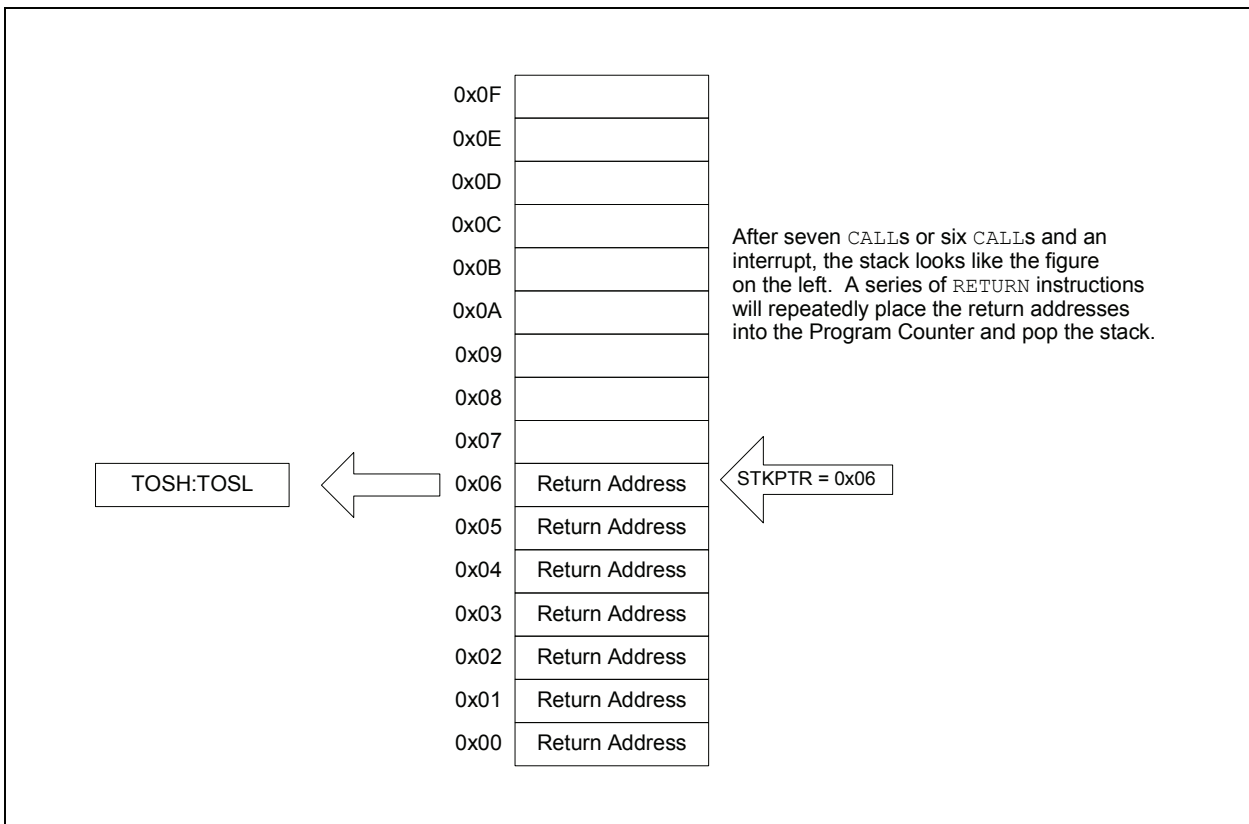 0x0F
0x0E
0x0D
0x0C
0x0B
0x0A
0x09
0x08
0x07
After seven CALLs or six CALLs and an
interrupt, the stack looks like the figure
on the left. A series of RETURN instructions
will repeatedly place the return addresses
into the Program Counter and pop the stack.
TOSH:TOSL
0x06 Return Address
STKPTR = 0x06
0x05 Return Address
0x04 Return Address
0x03 Return Address
0x02 Return Address
0x01 Return Address
0x00 Return Address